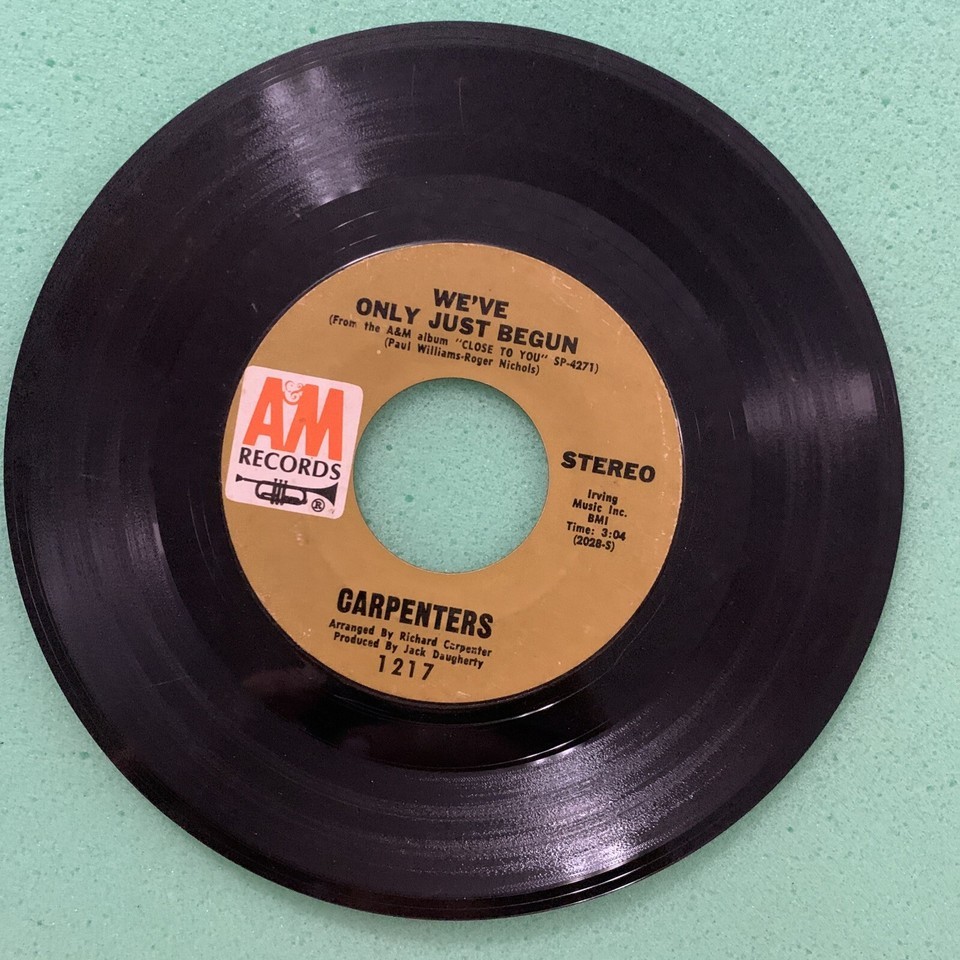 WE'VE
ONLY JUST BEGUN
(From the A&M album "CLOSE TO YOU" SP-4271)
(Paul Williams-Roger Nichols)
A&M
RECORDS
®
STEREO
Irving
Music Inc.
BMI
Time: 3:04
(2028-S)
CARPENTERS
Arranged By Richard Carpenter
Produced By Jack Daugherty
1217